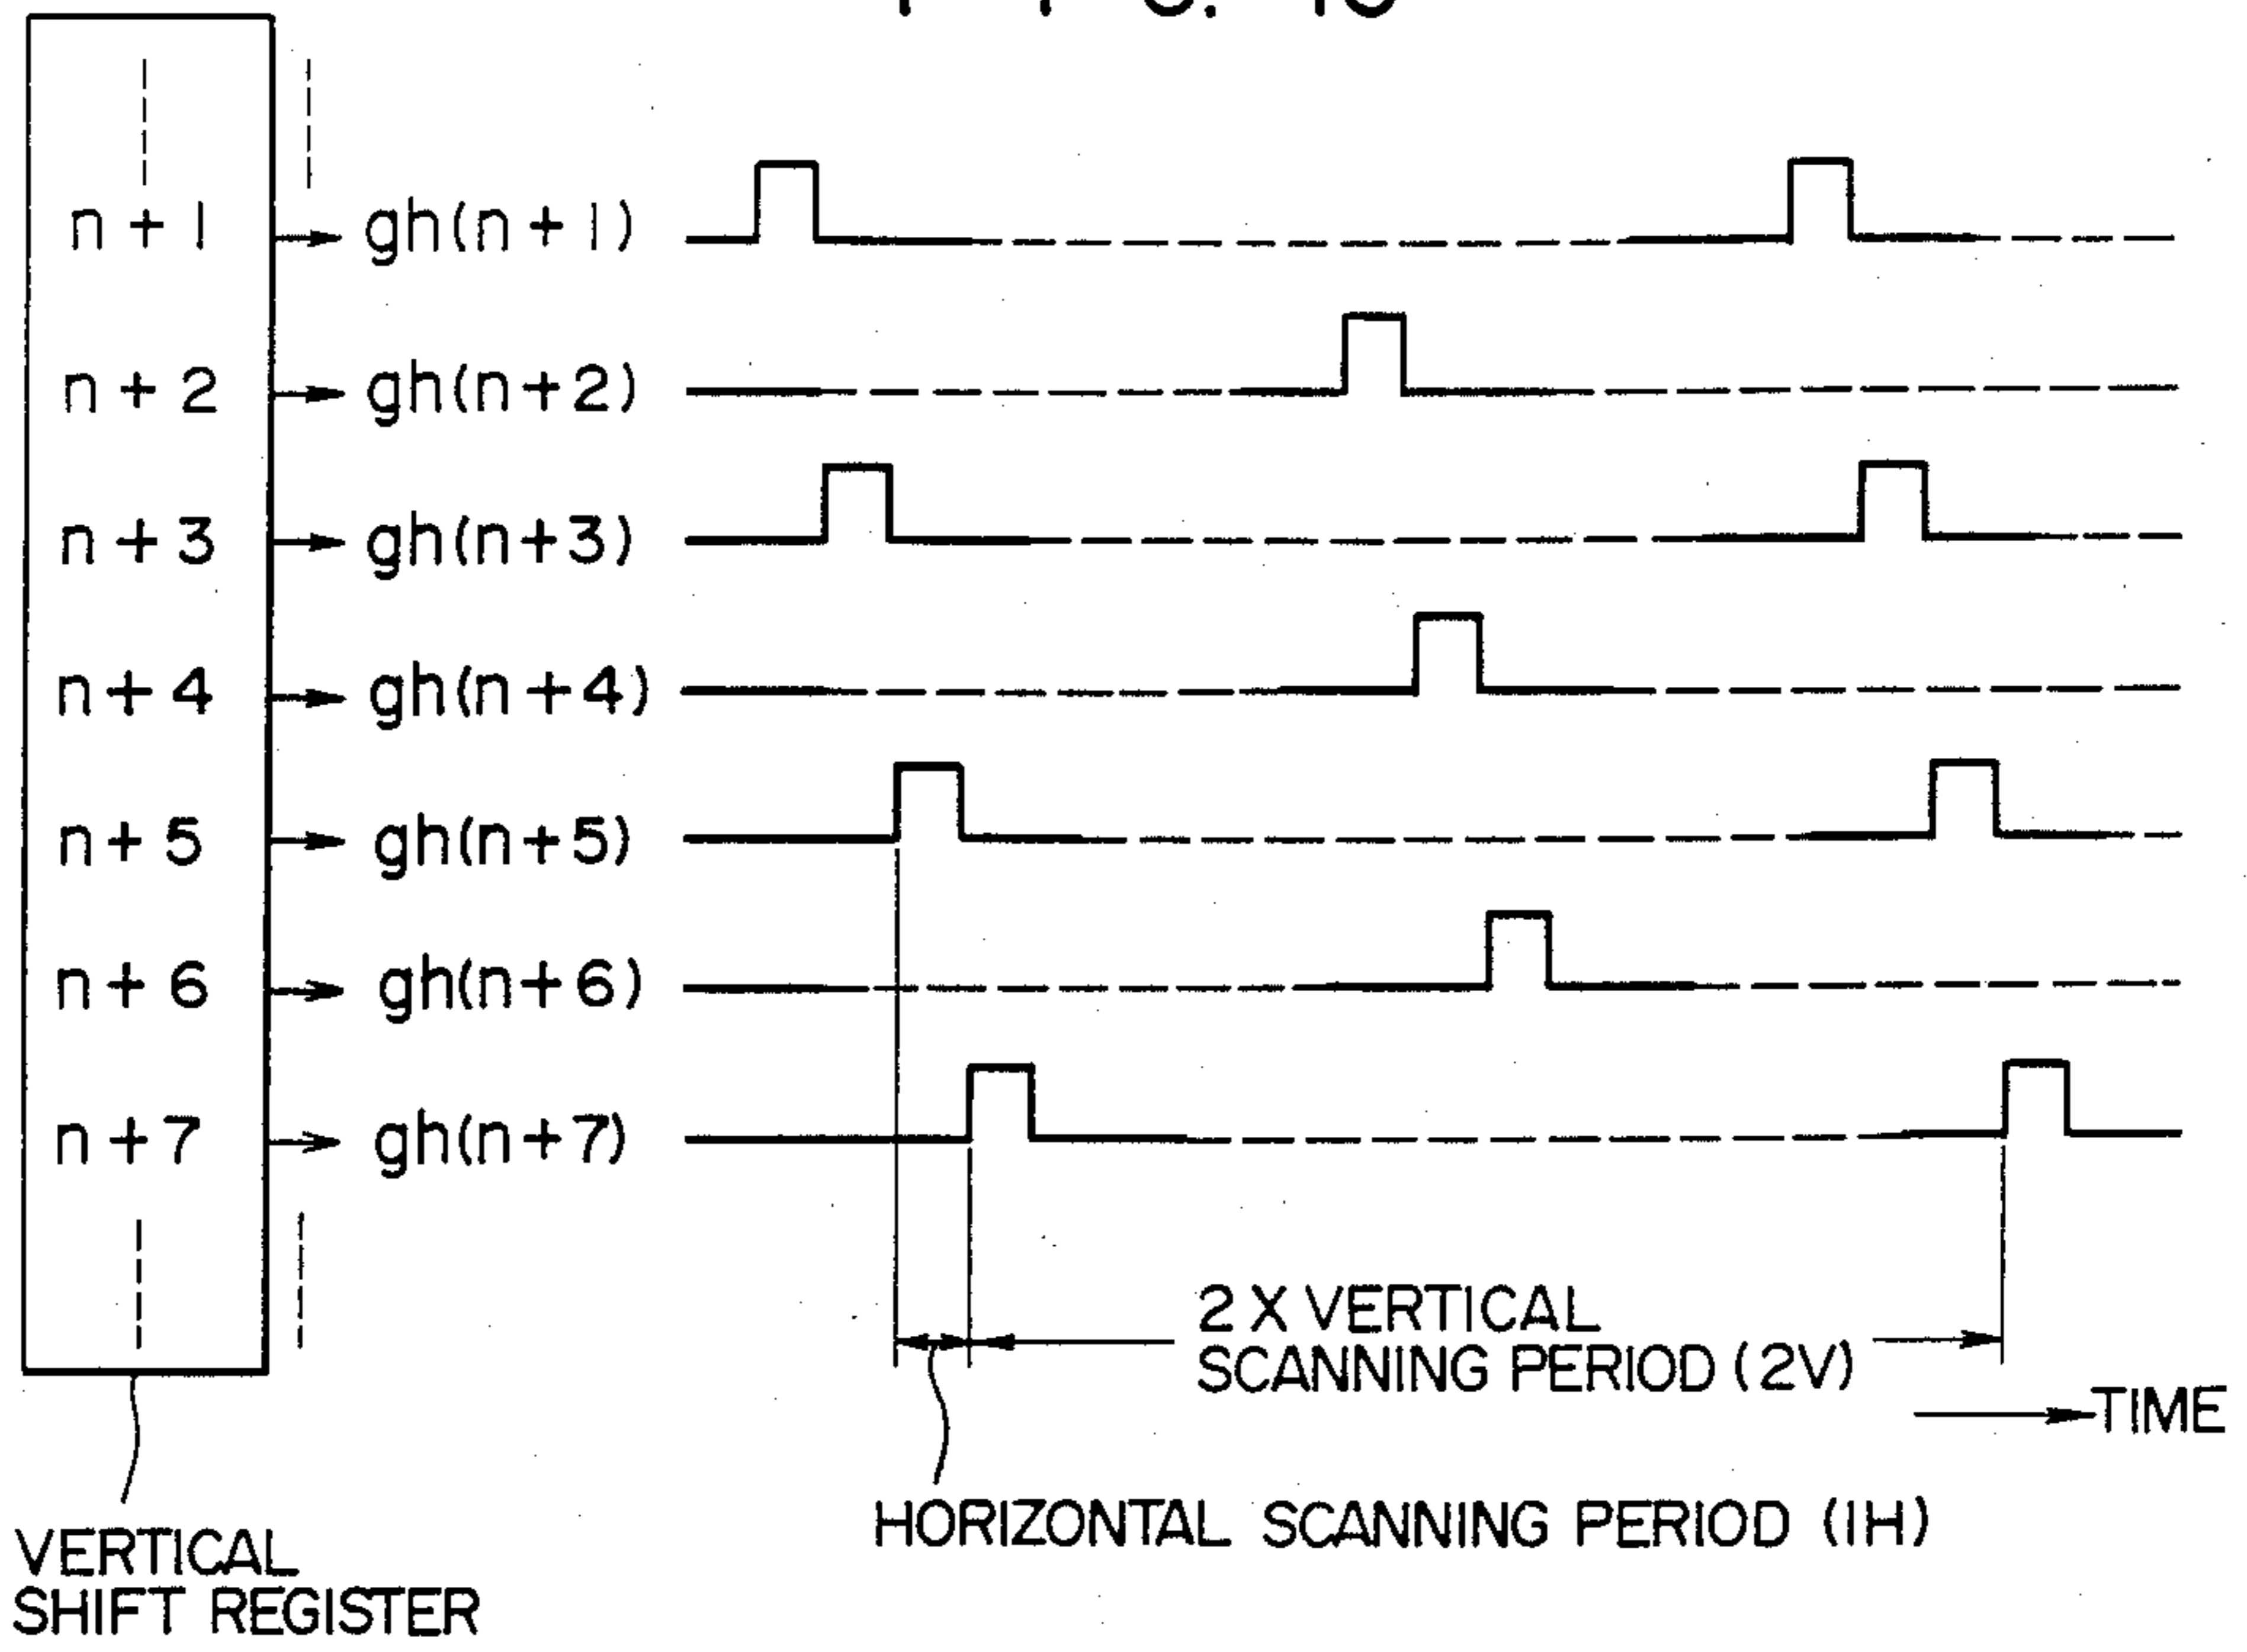 n+1 gh(n+1)
n+2 gh(n+2)
n+3 gh(n+3)
n+4 gh(n+4)
n+5 gh(n+5)
n+6 gh(n+6)
n+7 gh(n+7)
2 X VERTICAL
SCANNING PERIOD (2V)
TIME
HORIZONTAL SCANNING PERIOD (1H)
VERTICAL
SHIFT REGISTER